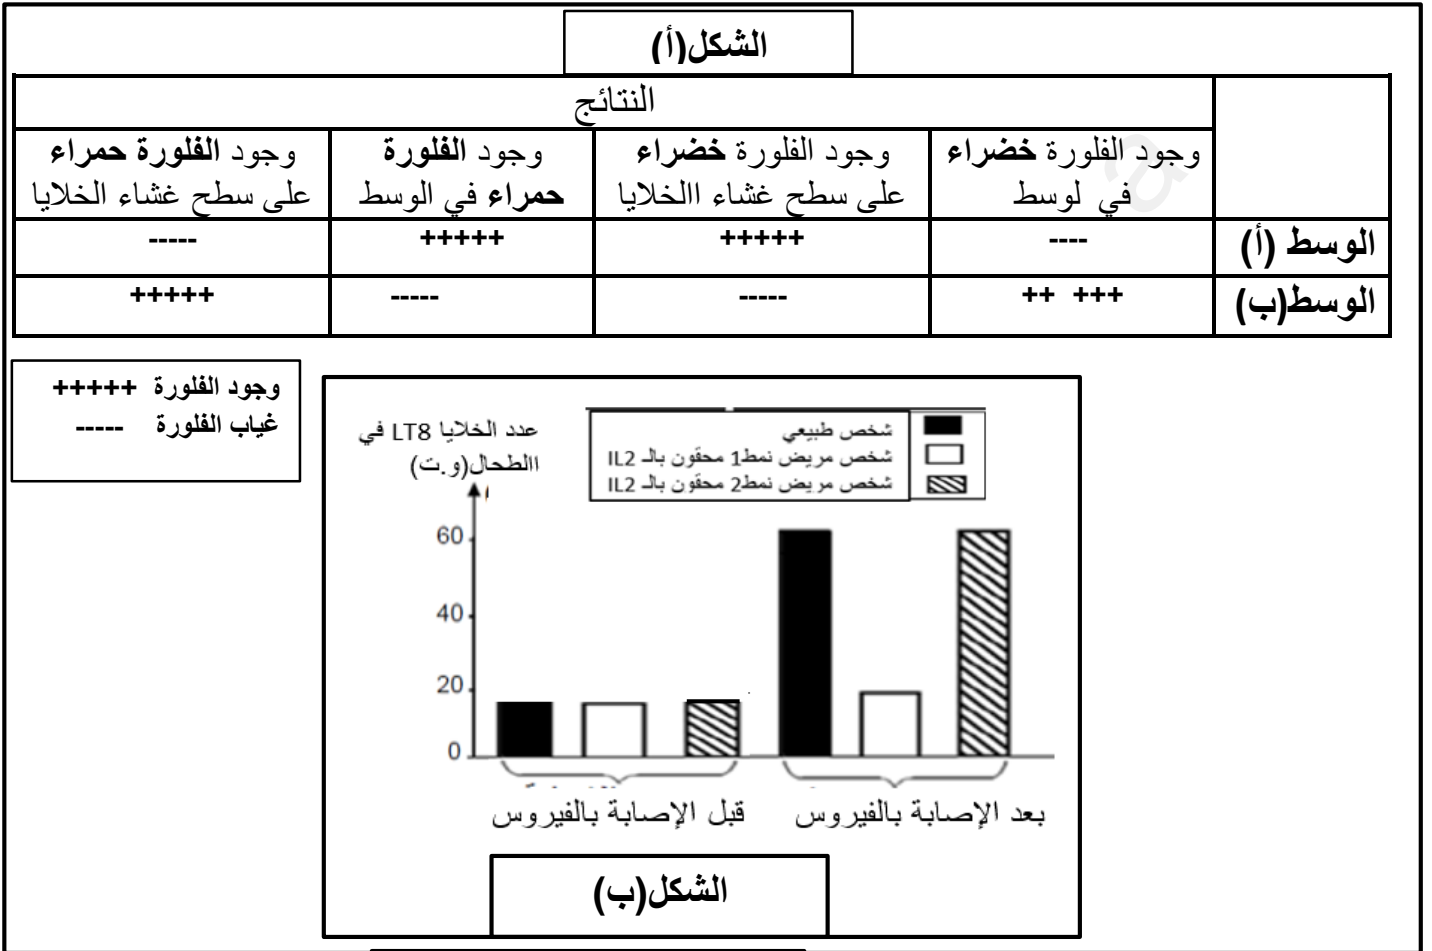 الشكل(أ)
النتائج
وجود الفلورة خضراء
في لوسط
وجود الفلورة خضراء
على سطح غشاء االخلايا
وجود الفلورة
حمراء في الوسط
وجود الفلورة حمراء
على سطح غشاء الخلايا
الوسط (أ) ---- +++++ +++++ -----
الوسط(ب) +++ ++ ----- ----- +++++
وجود الفلورة +++++
غياب الفلورة -----
عدد الخلايا LT8 في
االطحال(و.ت)
شخص طبيعي
شخص مريض نمط1 محقون بالـ IL2
شخص مريض نمط2 محقون بالـ IL2
60
40
20
0
قبل الإصابة بالفيروس
بعد الإصابة بالفيروس
الشكل(ب)